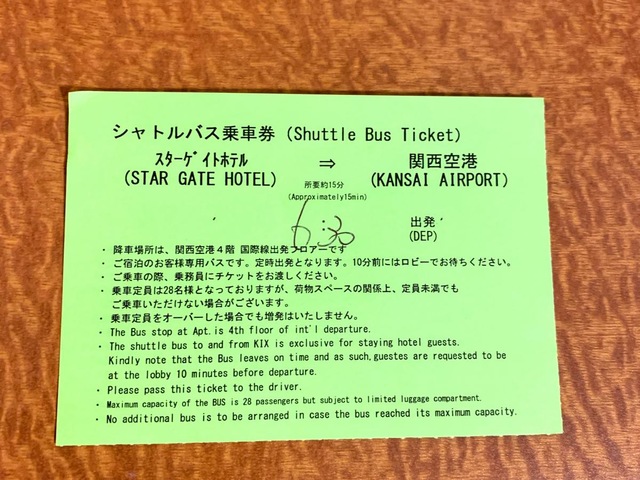 シャトルバス乗車券 (Shuttle Bus Ticket)
ｽﾀｰｹﾞｲﾄﾎﾃﾙ ⇒ 関西空港
(STAR GATE HOTEL) 所要約15分 (KANSAI AIRPORT)
(Approximately15min)
6:30 出発
(DEP)
・ 降車場所は、関西空港４階 国際線出発フロアーです
・ ご宿泊のお客様専用バスです。定時出発となります。10分前にはロビーでお待ちください。
・ ご乗車の際、乗務員にチケットをお渡しください。
・ 乗車定員は28名様となっておりますが、荷物スペースの関係上、定員未満でも
ご乗車いただけない場合がございます。
・ 乗車定員をオーバーした場合でも増発はいたしません。
・ The Bus stop at Apt. is 4th floor of int'l departure.
・ The shuttle bus to and from KIX is exclusive for staying hotel guests.
Kindly note that the Bus leaves on time and as such,guestes are requested to be
at the lobby 10 minutes before departure.
・ Please pass this ticket to the driver.
・ Maximum capacity of the BUS is 28 passengers but subject to limited luggage compartment.
・ No additional bus is to be arranged in case the bus reached its maximum capacity.